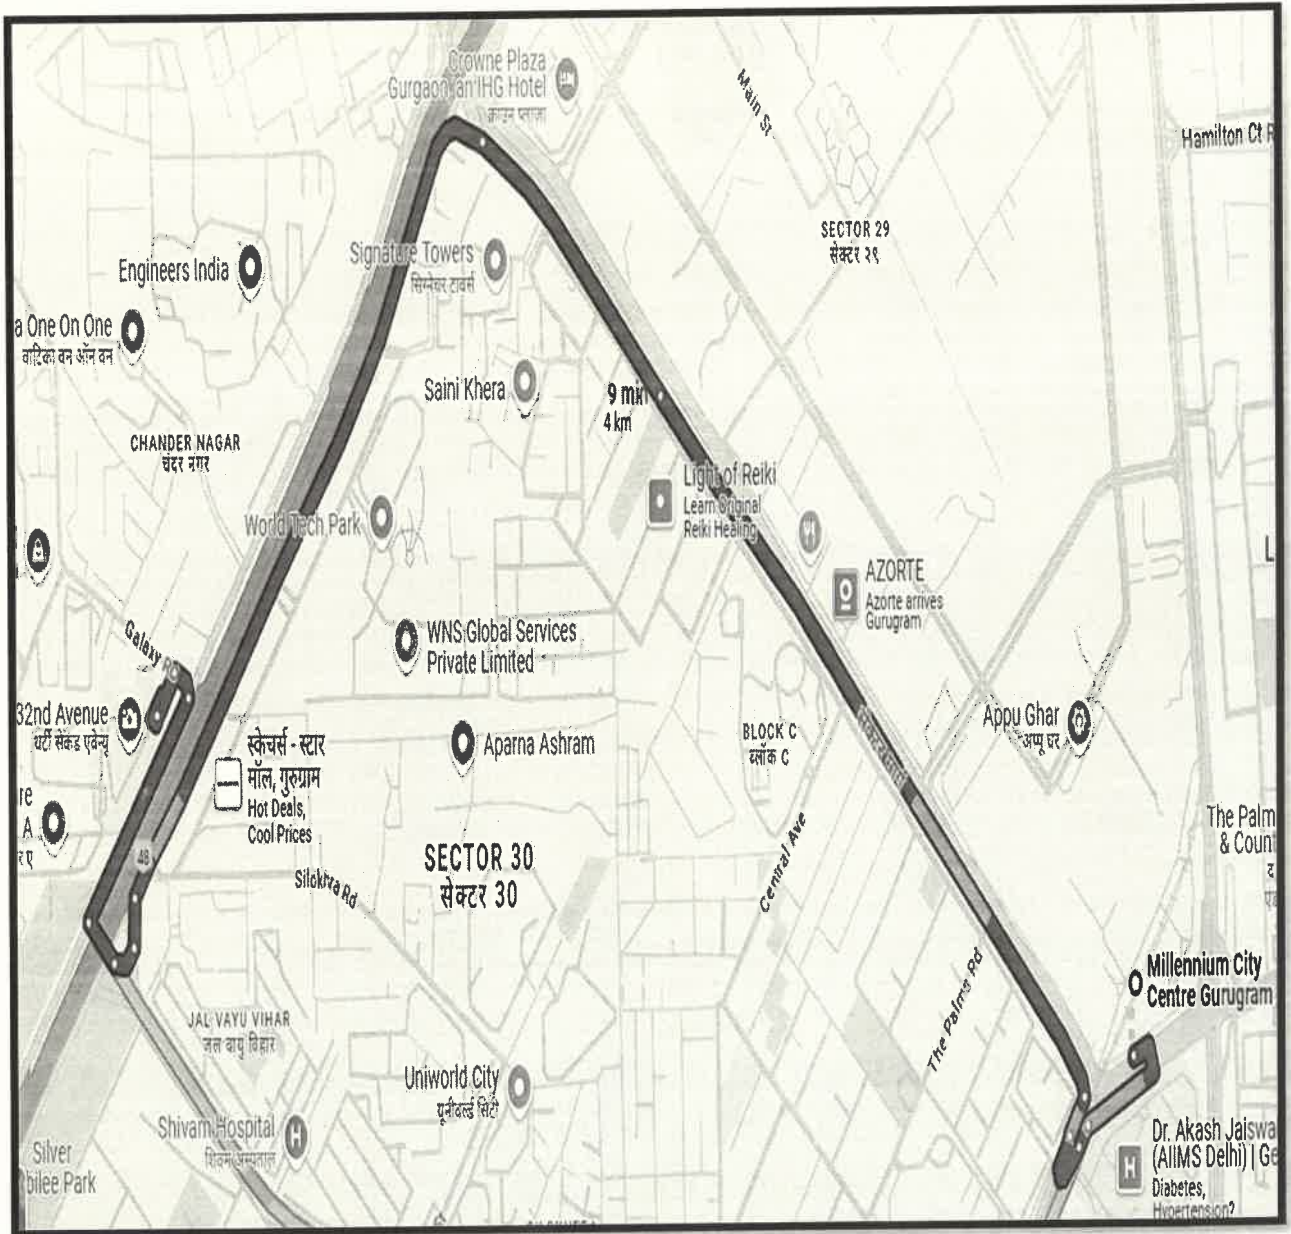 Crowne Plaza
Gurgaon, an IHG Hotel
क्राउन प्लाजा
Main St
Hamilton Ct R
SECTOR 29
सेक्टर २९
Signature Towers
सिग्नेचर टावर्स
Engineers India
a One On One
वाटिका वन ऑन वन
Saini Khera
9 min
4 km
CHANDER NAGAR
चंदर नगर
Light of Reiki
Learn Original
Reiki Healing
World Tech Park
L
AZORTE
Azorte arrives
Gurugram
Galaxy Rd
WNS Global Services
Private Limited
32nd Avenue
थर्टी सेकंड एवेन्यू
स्केचर्स - स्टार
मॉल, गुरुग्राम
Hot Deals,
Cool Prices
Aparna Ashram
BLOCK C
ब्लॉक C
Appu Ghar
अप्पू घर
re
A
र ए
48
The Palm
& Count
द
एंड
SECTOR 30
सेक्टर 30
Silokhra Rd
Central Ave
The Palms Rd
Millennium City
Centre Gurugram
JAL VAYU VIHAR
जल वायु विहार
Uniworld City
यूनीवर्ल्ड सिटी
Shivam Hospital
शिवम अस्पताल
H
Silver
bilee Park
H
Dr. Akash Jaiswa
(AIIMS Delhi) | Ge
Diabetes,
Hypertension?